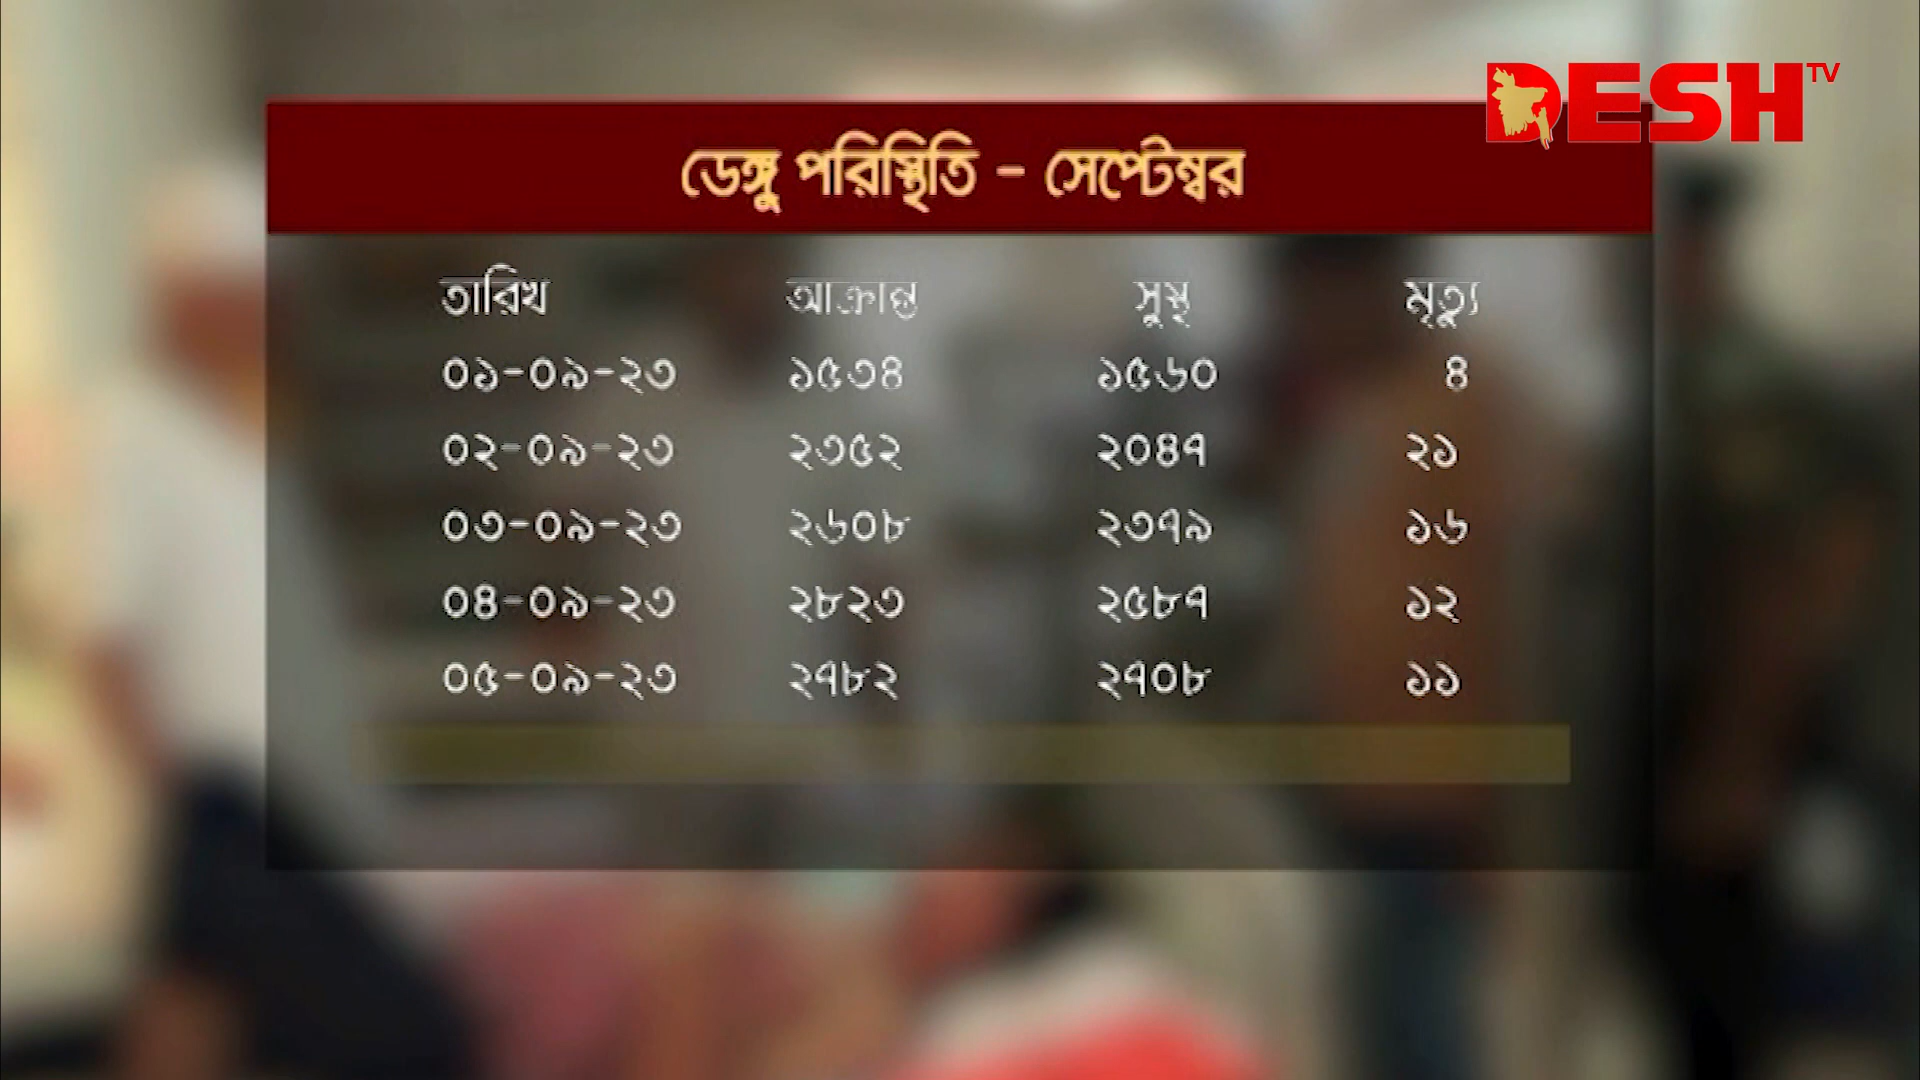 DESH TV
ডেঙ্গু পরিস্থিতি - সেপ্টেম্বর
তারিখ আক্রান্ত সুস্থ মৃত্যু
০১-০৯-২৩ ১৫৩৪ ১৫৬০ ৪
০২-০৯-২৩ ২৩৫২ ২০৪৭ ২১
০৩-০৯-২৩ ২৬০৮ ২৩৭৯ ১৬
০৪-০৯-২৩ ২৮২৩ ২৫৮৭ ১২
০৫-০৯-২৩ ২৭৮২ ২৭০৮ ১১